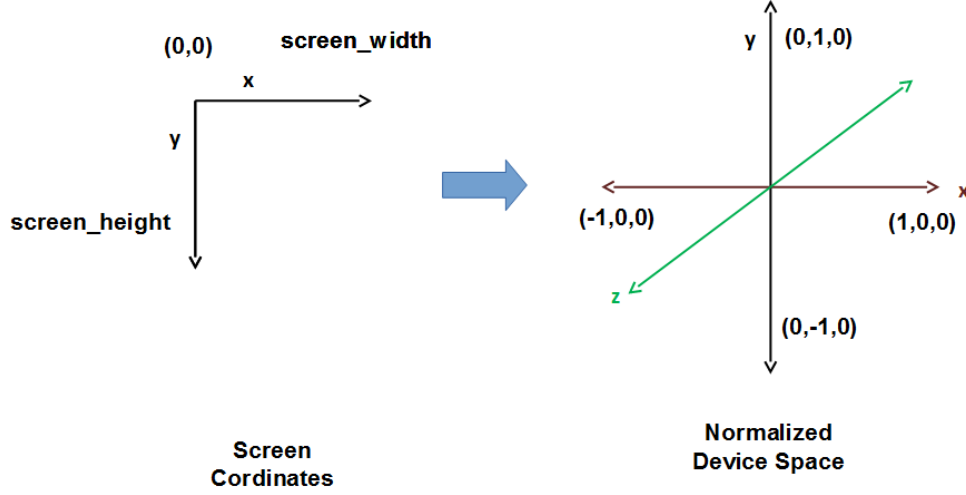 (0,0)
screen_width
x
y
screen_height
Screen
Cordinates
y
(0,1,0)
x
(-1,0,0)
(1,0,0)
z
(0,-1,0)
Normalized
Device Space